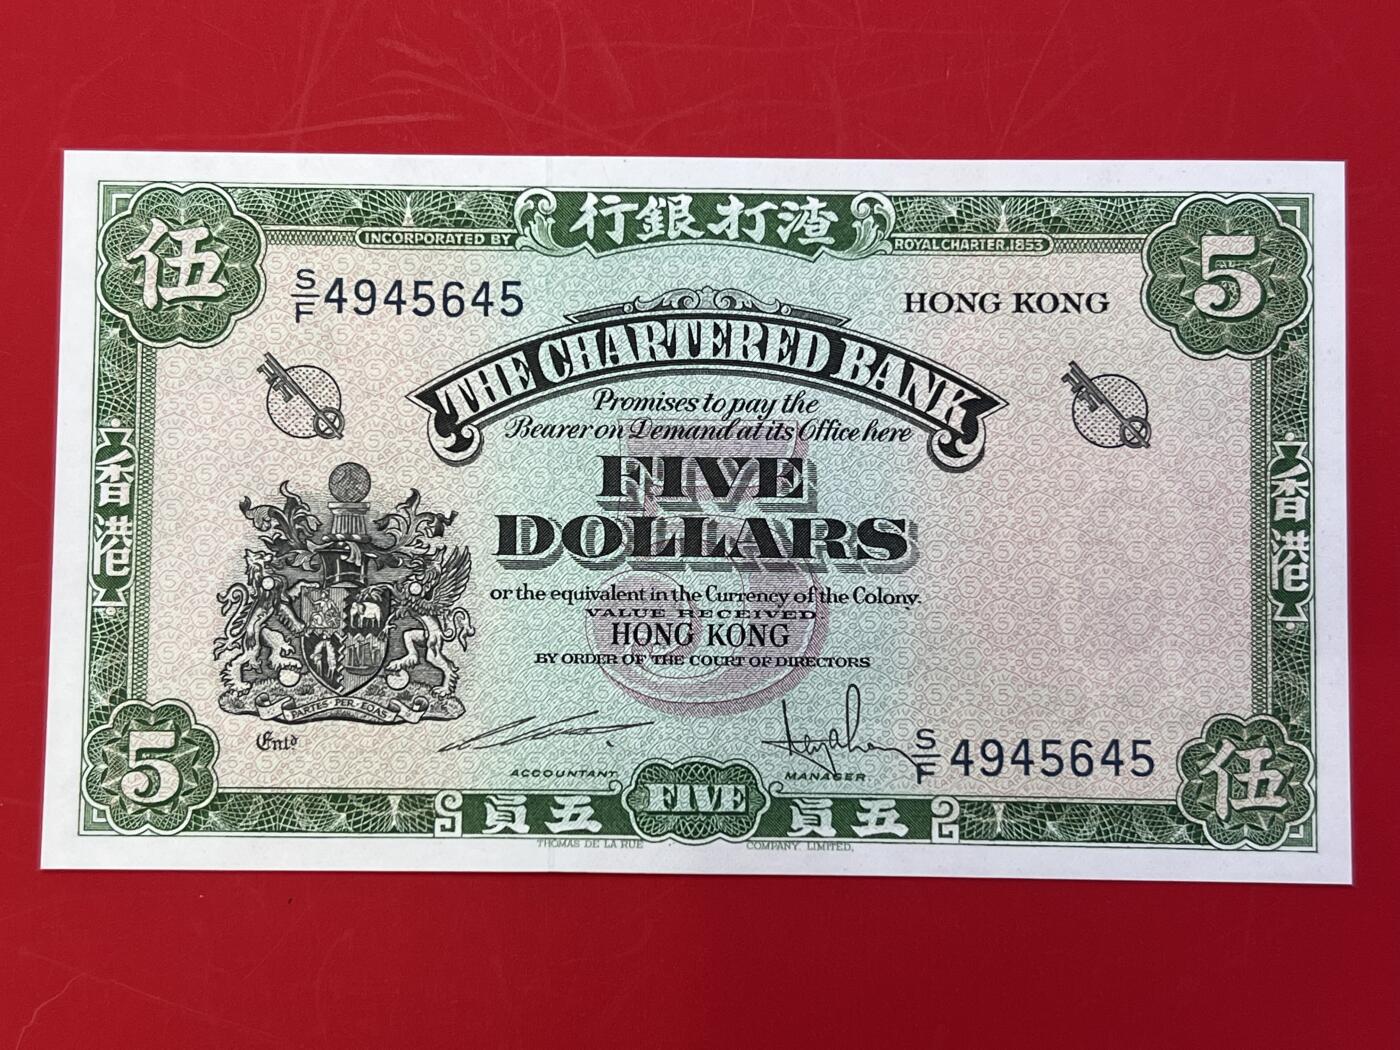 行銀打渣
INCORPORATED BY ROYAL CHARTER.1853
伍
5
S/F 4945645
HONG KONG
THE CHARTERED BANK
Promises to pay the
Bearer on Demand at its Office here
FIVE
DOLLARS
or the equivalent in the Currency of the Colony.
VALUE RECEIVED
HONG KONG
BY ORDER OF THE COURT OF DIRECTORS
香港
香港
PARTES·PER·EQAS
Entd
ACCOUNTANT
MANAGER
S/F 4945645
5
伍
員五
FIVE
員五
THOMAS DE LA RUE COMPANY, LIMITED,